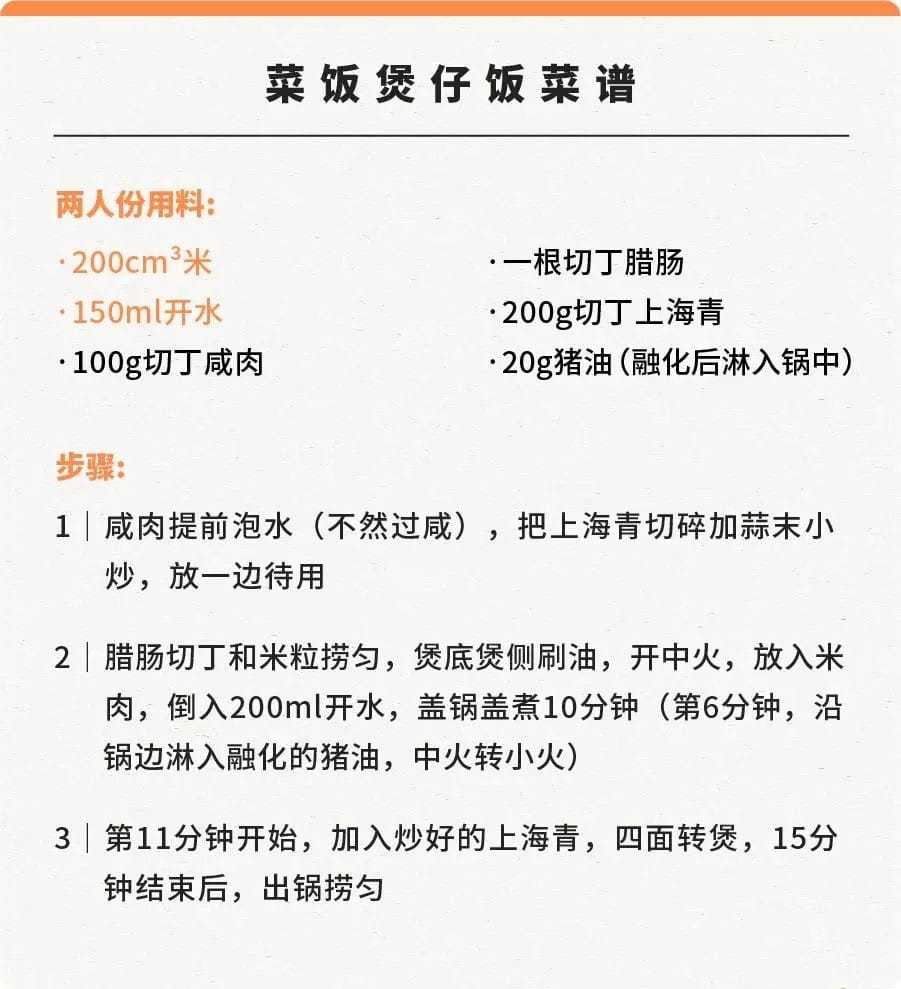 菜饭煲仔饭菜谱
两人份用料:
·200cm³米
·150ml开水
·100g切丁咸肉
·一根切丁腊肠
·200g切丁上海青
·20g猪油（融化后淋入锅中）
步骤:
1｜咸肉提前泡水（不然过咸），把上海青切碎加蒜末小
炒，放一边待用
2｜腊肠切丁和米粒捞匀，煲底煲侧刷油，开中火，放入米
肉，倒入200ml开水，盖锅盖煮10分钟（第6分钟，沿
锅边淋入融化的猪油，中火转小火）
3｜第11分钟开始，加入炒好的上海青，四面转煲，15分
钟结束后，出锅捞匀